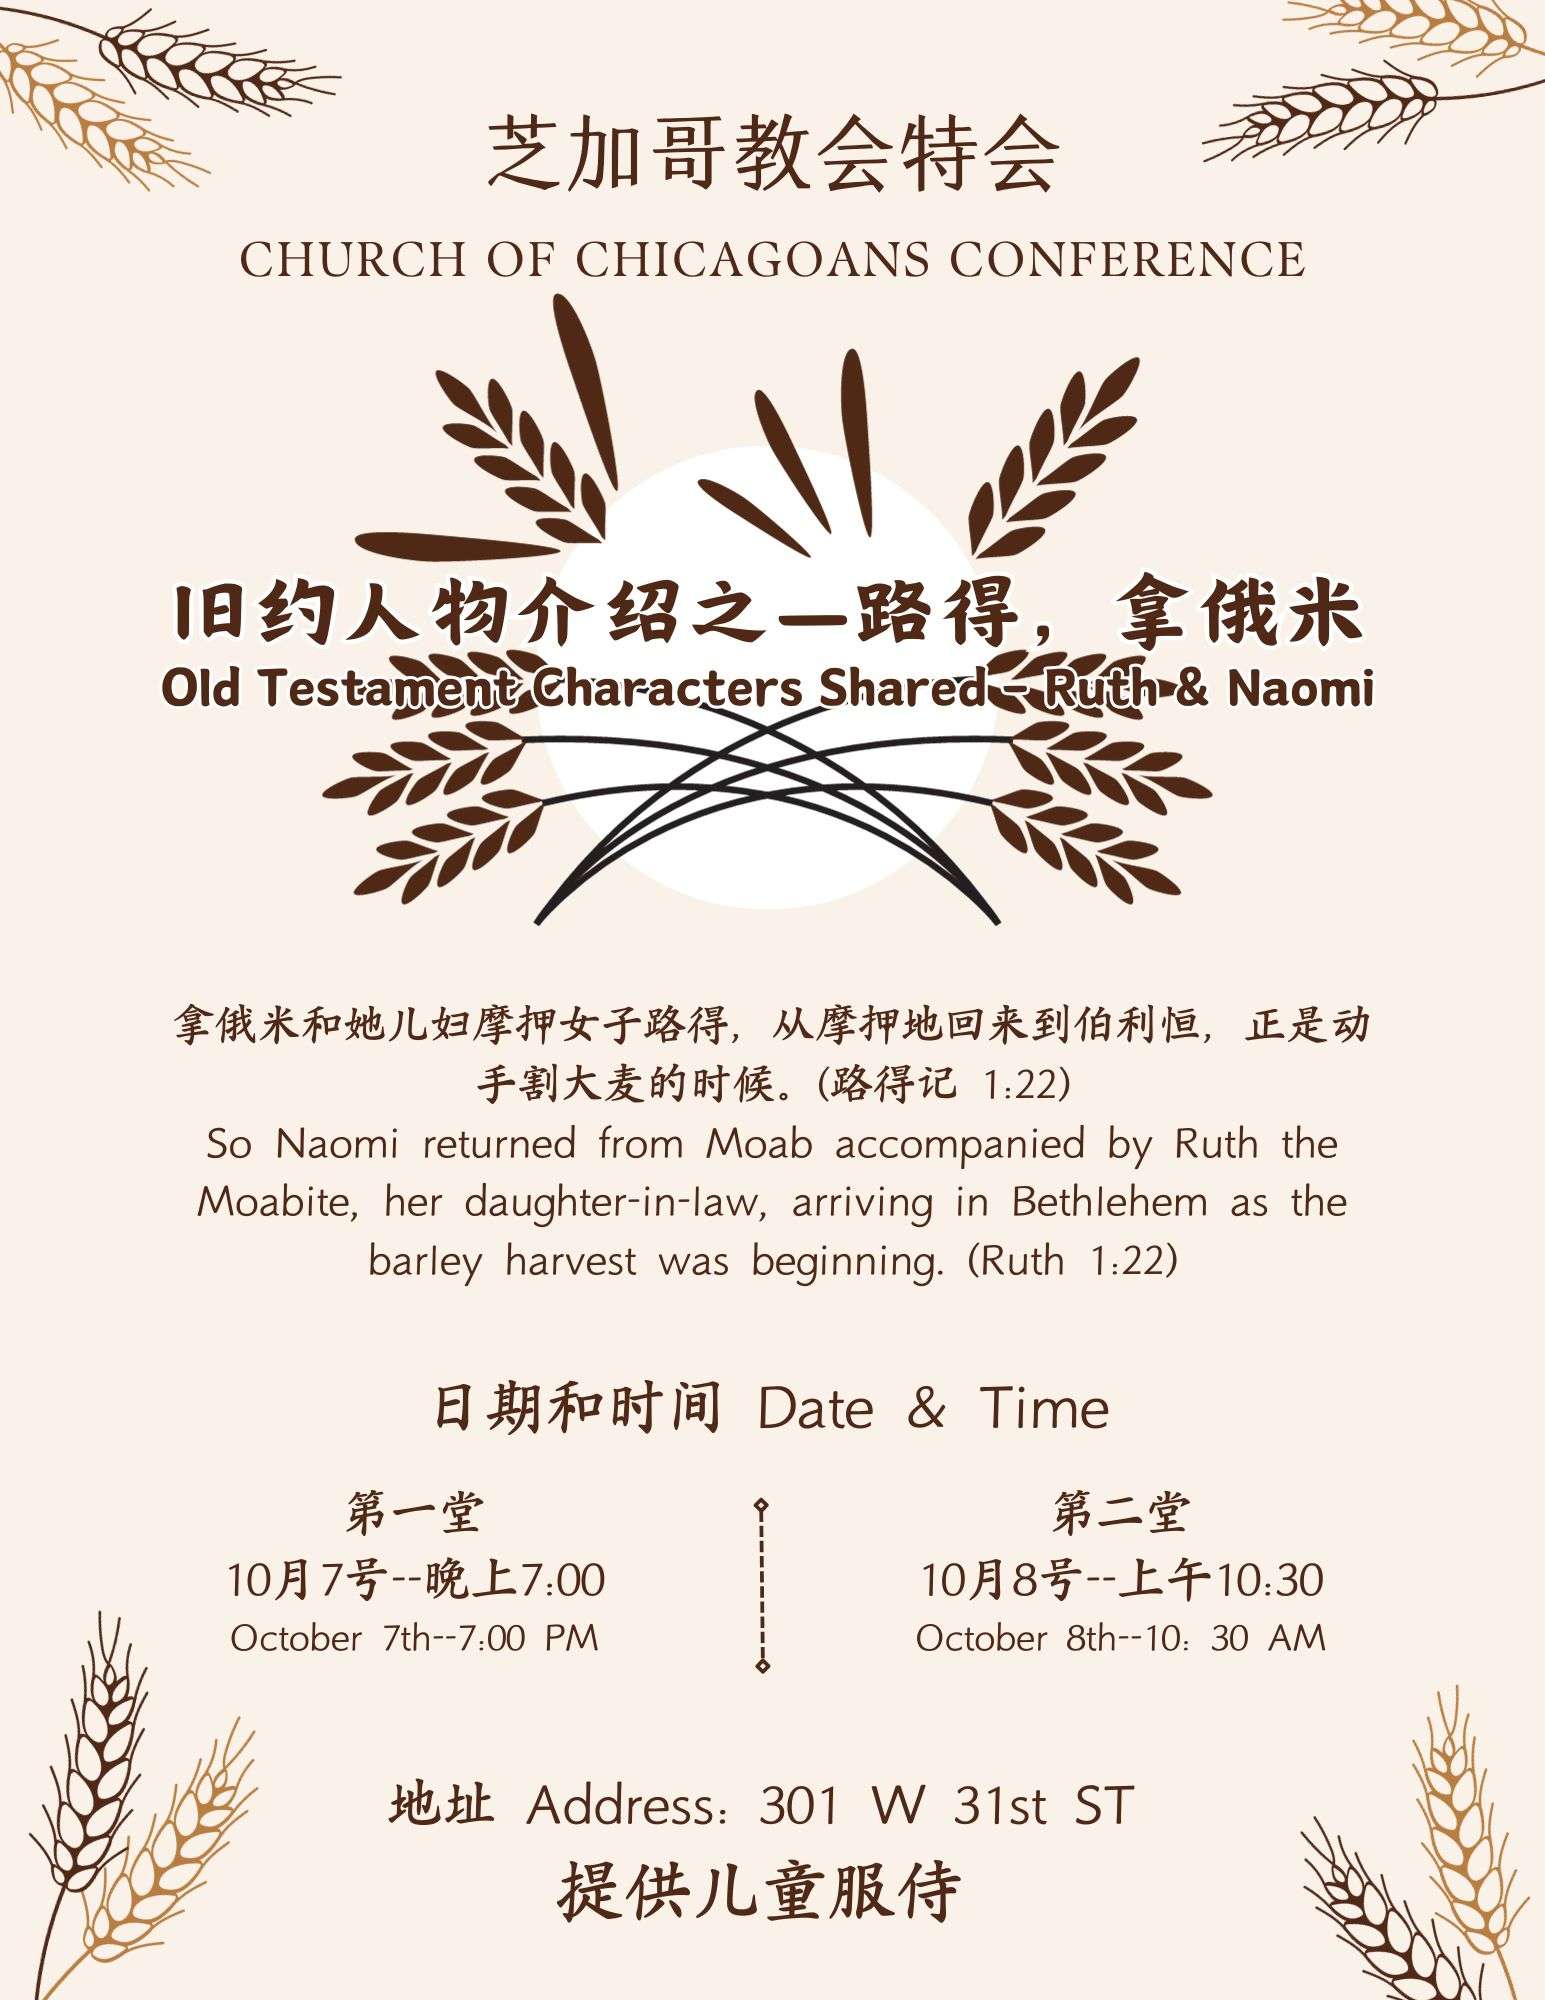 芝加哥教会特会
CHURCH OF CHICAGOANS CONFERENCE
旧约人物介绍之—路得，拿俄米
Old Testament Characters Shared - Ruth & Naomi
拿俄米和她儿妇摩押女子路得，从摩押地回来到伯利恒，正是动
手割大麦的时候。(路得记 1:22)
So Naomi returned from Moab accompanied by Ruth the
Moabite, her daughter-in-law, arriving in Bethlehem as the
barley harvest was beginning. (Ruth 1:22)
日期和时间 Date & Time
第一堂
10月7号--晚上7:00
October 7th--7:00 PM
第二堂
10月8号--上午10:30
October 8th--10: 30 AM
地址 Address: 301 W 31st ST
提供儿童服侍